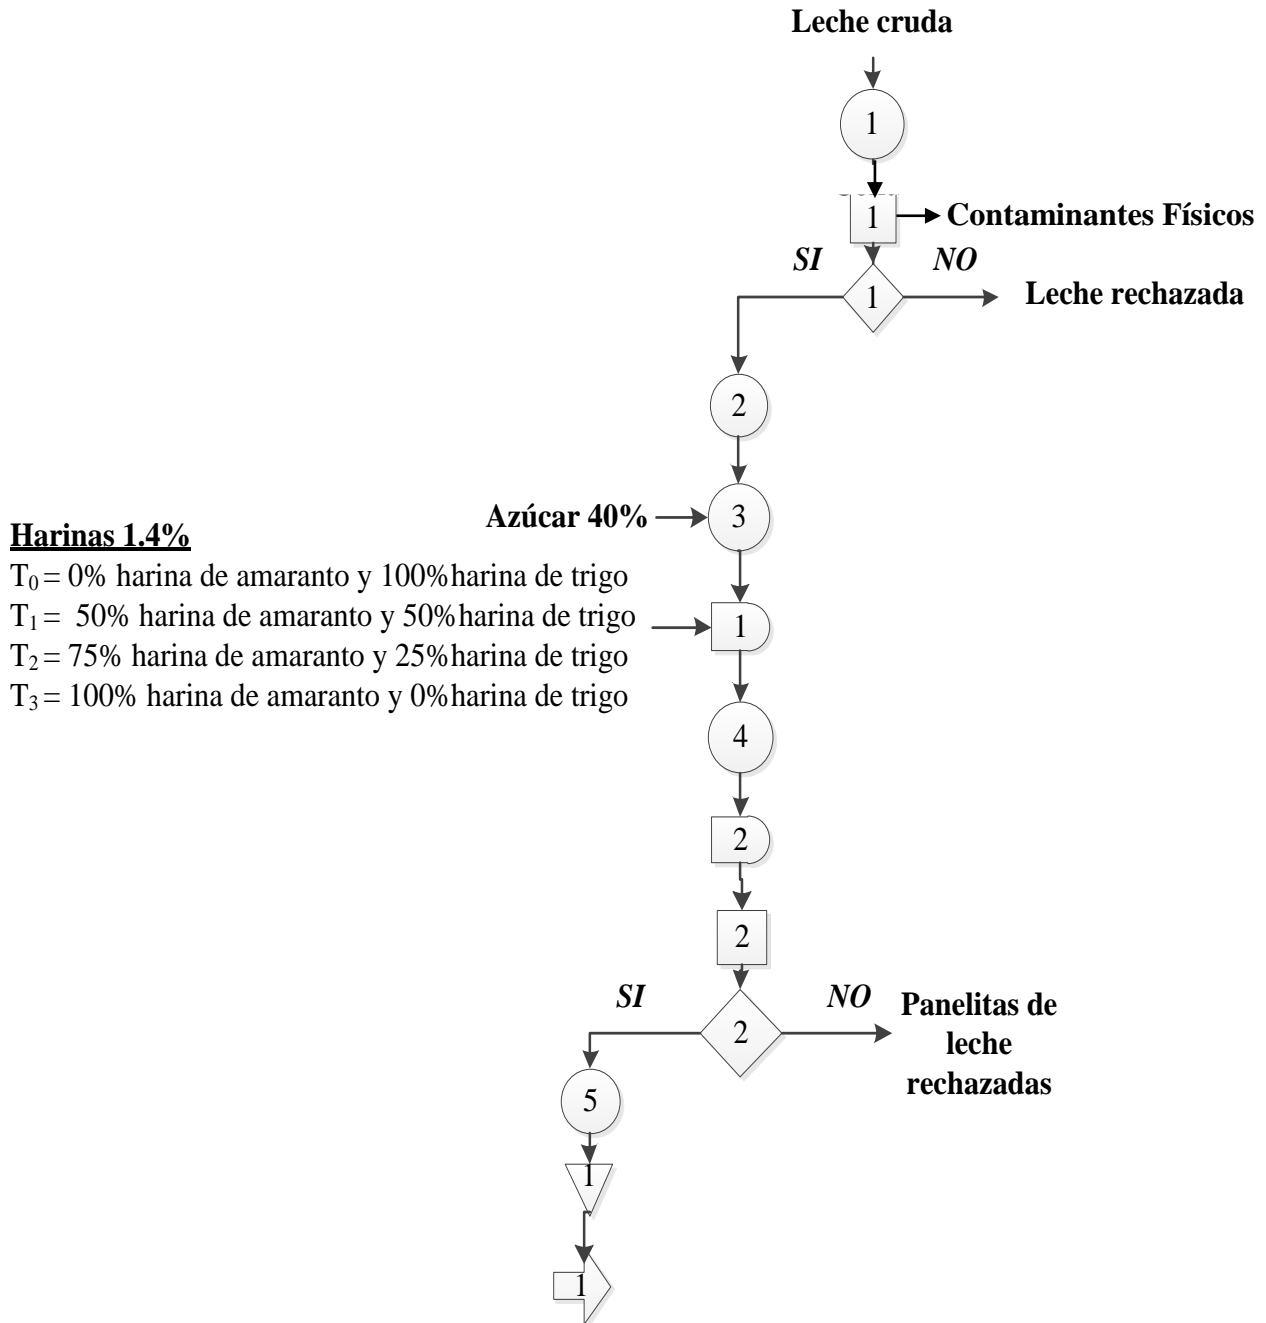 Leche cruda
1
1
Contaminantes Físicos
SI
NO
1
Leche rechazada
2
Azúcar 40%
3
Harinas 1.4%
T0 = 0% harina de amaranto y 100%harina de trigo
T1 = 50% harina de amaranto y 50%harina de trigo
T2 = 75% harina de amaranto y 25%harina de trigo
T3 = 100% harina de amaranto y 0%harina de trigo
1
4
2
2
SI
NO
2
Panelitas de
leche
rechazadas
5
1
1